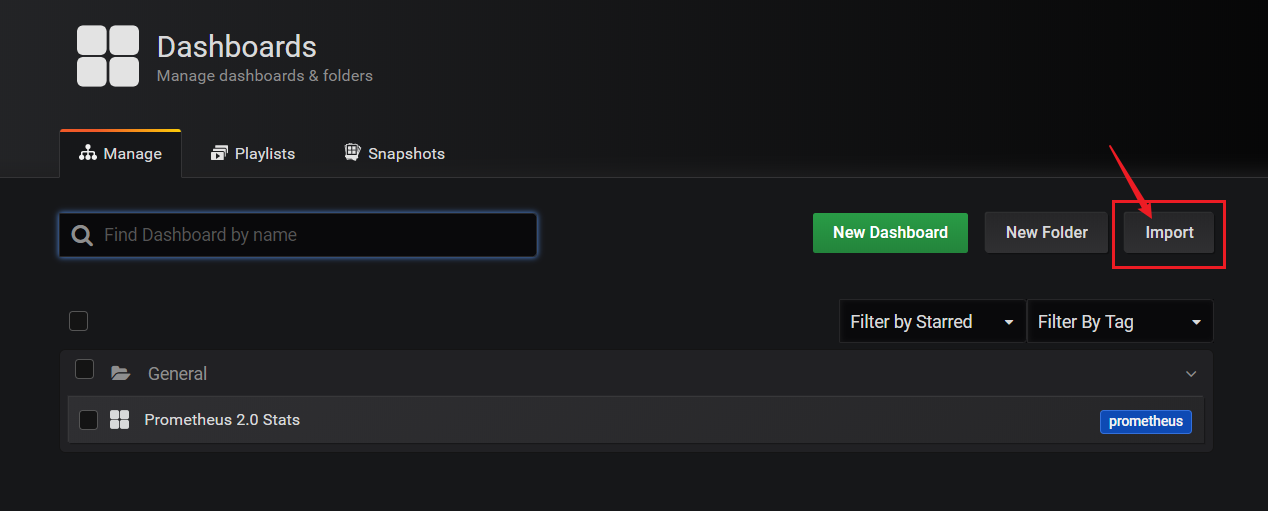 Dashboards
Manage dashboards & folders
Manage Playlists Snapshots
Find Dashboard by name New Dashboard New Folder Import
Filter by Starred Filter By Tag
General
Prometheus 2.0 Stats prometheus